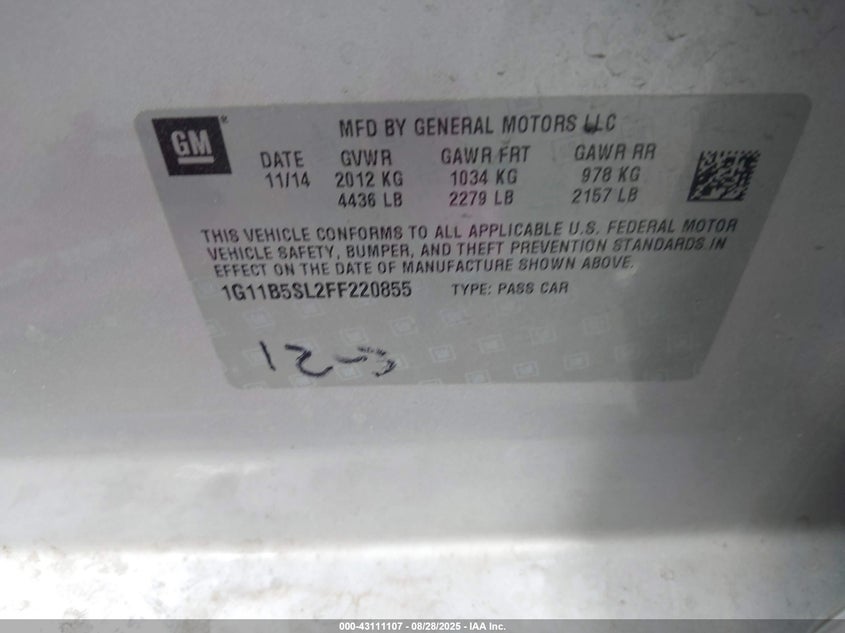 GM®
MFD BY GENERAL MOTORS LLC
DATE GVWR GAWR FRT GAWR RR
11/14 2012 KG 1034 KG 978 KG
4436 LB 2279 LB 2157 LB
THIS VEHICLE CONFORMS TO ALL APPLICABLE U.S. FEDERAL MOTOR
VEHICLE SAFETY, BUMPER, AND THEFT PREVENTION STANDARDS IN
EFFECT ON THE DATE OF MANUFACTURE SHOWN ABOVE.
1G11B5SL2FF220855 TYPE: PASS CAR
000-43111107 - 08/28/2025 - IAA Inc.